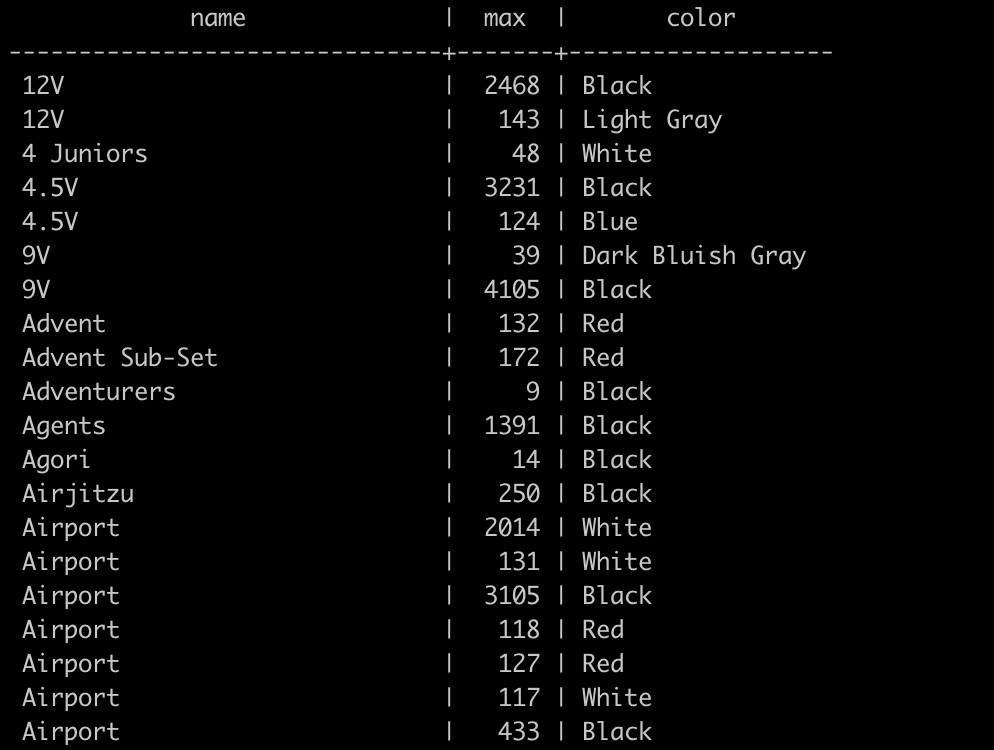 name              |  max  |       color
-------------------------------+-------+-------------------
 12V                           |  2468 | Black
 12V                           |   143 | Light Gray
 4 Juniors                     |    48 | White
 4.5V                          |  3231 | Black
 4.5V                          |   124 | Blue
 9V                            |    39 | Dark Bluish Gray
 9V                            |  4105 | Black
 Advent                        |   132 | Red
 Advent Sub-Set                |   172 | Red
 Adventurers                   |     9 | Black
 Agents                        |  1391 | Black
 Agori                         |    14 | Black
 Airjitzu                      |   250 | Black
 Airport                       |  2014 | White
 Airport                       |   131 | White
 Airport                       |  3105 | Black
 Airport                       |   118 | Red
 Airport                       |   127 | Red
 Airport                       |   117 | White
 Airport                       |   433 | Black